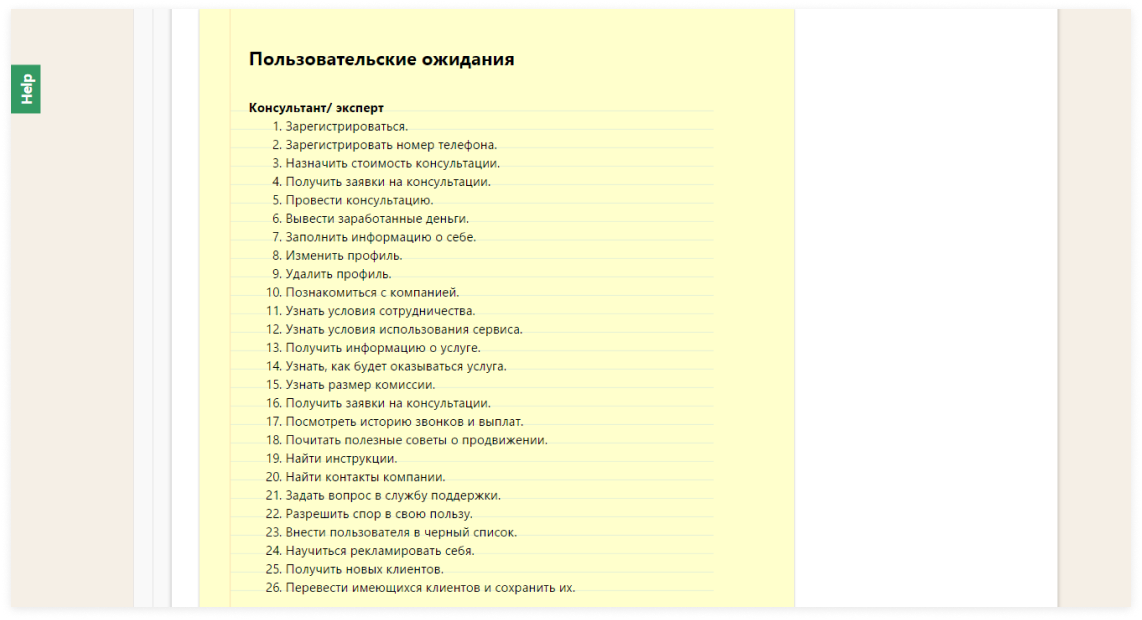 Help
Пользовательские ожидания
Консультант/ эксперт
1. Зарегистрироваться.
2. Зарегистрировать номер телефона.
3. Назначить стоимость консультации.
4. Получить заявки на консультации.
5. Провести консультацию.
6. Вывести заработанные деньги.
7. Заполнить информацию о себе.
8. Изменить профиль.
9. Удалить профиль.
10. Познакомиться с компанией.
11. Узнать условия сотрудничества.
12. Узнать условия использования сервиса.
13. Получить информацию о услуге.
14. Узнать, как будет оказываться услуга.
15. Узнать размер комиссии.
16. Получить заявки на консультации.
17. Посмотреть историю звонков и выплат.
18. Почитать полезные советы о продвижении.
19. Найти инструкции.
20. Найти контакты компании.
21. Задать вопрос в службу поддержки.
22. Разрешить спор в свою пользу.
23. Внести пользователя в черный список.
24. Научиться рекламировать себя.
25. Получить новых клиентов.
26. Перевести имеющихся клиентов и сохранить их.